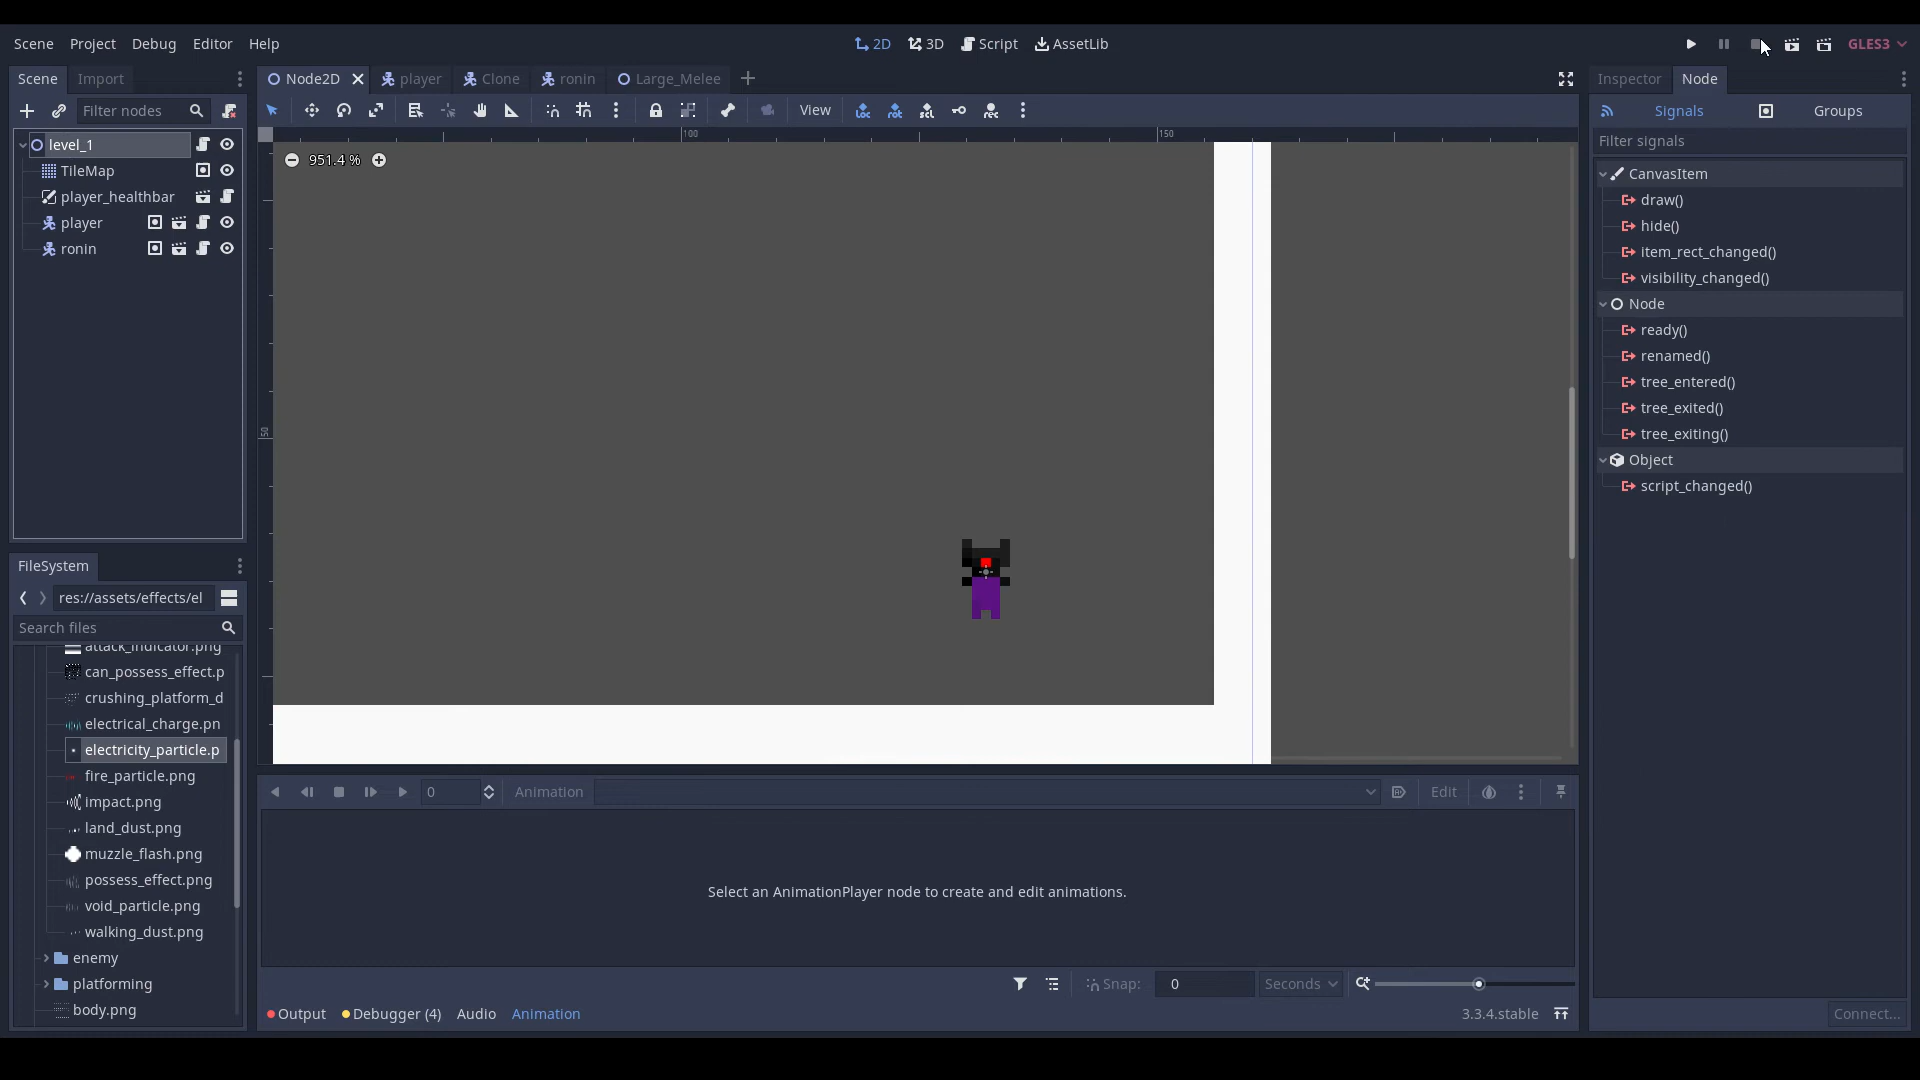 Scene Project Debug Editor Help
2D 3D Script AssetLib
GLES3
Scene Import
Node2D player Clone ronin Large_Melee
Inspector Node
Filter nodes
View
Signals Groups
Filter signals
level_1
TileMap
player_healthbar
player
ronin
100 150
951.4 %
50
CanvasItem
draw()
hide()
item_rect_changed()
visibility_changed()
Node
ready()
renamed()
tree_entered()
tree_exited()
tree_exiting()
Object
script_changed()
FileSystem
res://assets/effects/el
Search files
attack_indicator.png
can_possess_effect.p
crushing_platform_d
electrical_charge.pn
electricity_particle.p
fire_particle.png
impact.png
land_dust.png
muzzle_flash.png
possess_effect.png
void_particle.png
walking_dust.png
enemy
platforming
body.png
0 Animation Edit
Select an AnimationPlayer node to create and edit animations.
Snap: 0 Seconds
Output Debugger (4) Audio Animation 3.3.4.stable
Connect...